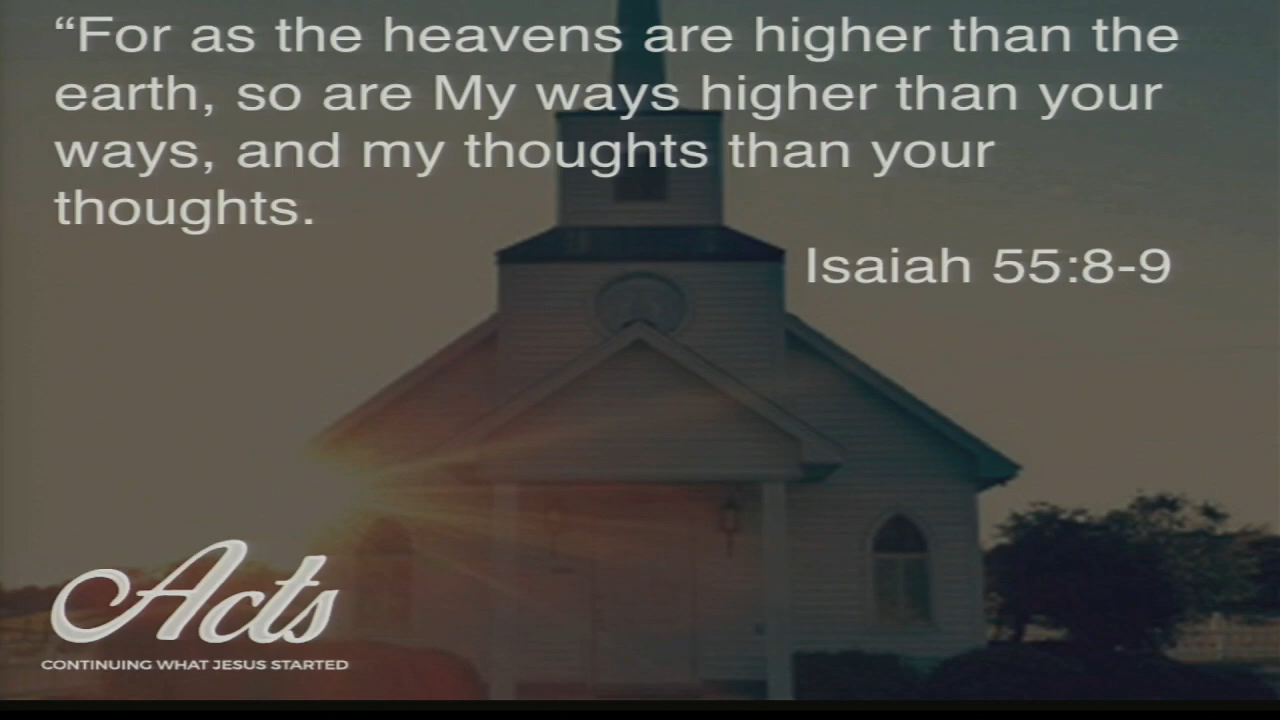 “For as the heavens are higher than the
earth, so are My ways higher than your
ways, and my thoughts than your
thoughts.
Isaiah 55:8-9
Acts
CONTINUING WHAT JESUS STARTED